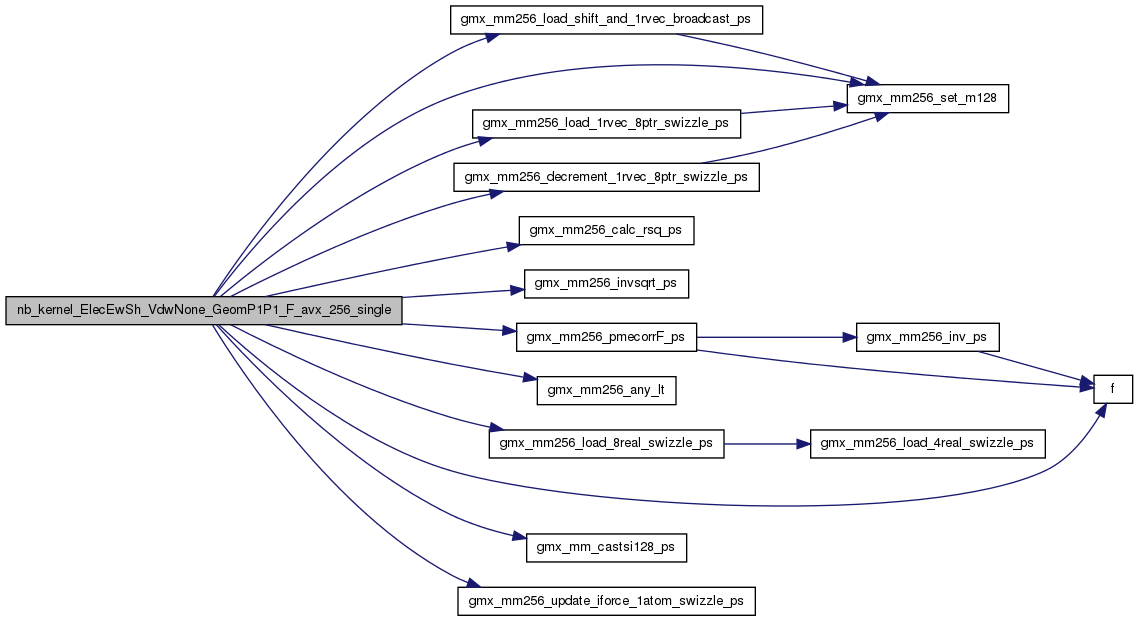 gmx_mm256_load_shift_and_1rvec_broadcast_ps
gmx_mm256_set_m128
gmx_mm256_load_1rvec_8ptr_swizzle_ps
gmx_mm256_decrement_1rvec_8ptr_swizzle_ps
gmx_mm256_calc_rsq_ps
gmx_mm256_invsqrt_ps
nb_kernel_ElecEwSh_VdwNone_GeomP1P1_F_avx_256_single
gmx_mm256_pmecorrF_ps
gmx_mm256_inv_ps
gmx_mm256_any_lt
f
gmx_mm256_load_8real_swizzle_ps
gmx_mm256_load_4real_swizzle_ps
gmx_mm_castsi128_ps
gmx_mm256_update_iforce_1atom_swizzle_ps